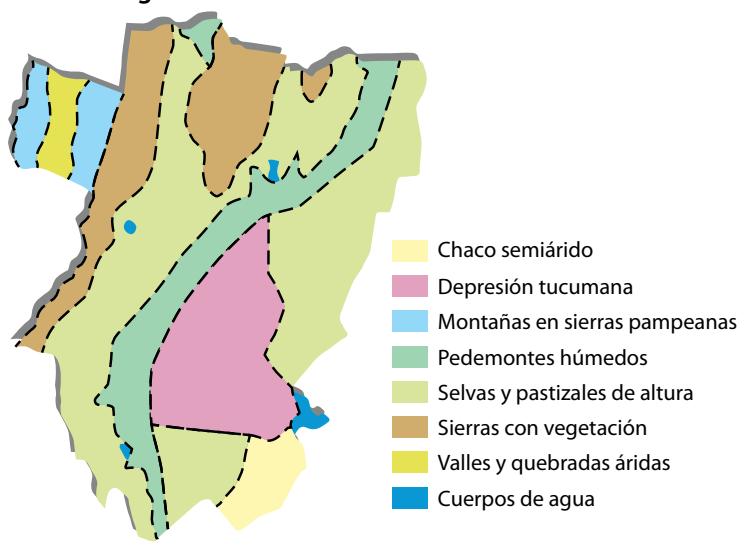 Chaco semiárido
Depresión tucumana
Montañas en sierras pampeanas
Pedemontes húmedos
Selvas y pastizales de altura
Sierras con vegetación
Valles y quebradas áridas
Cuerpos de agua